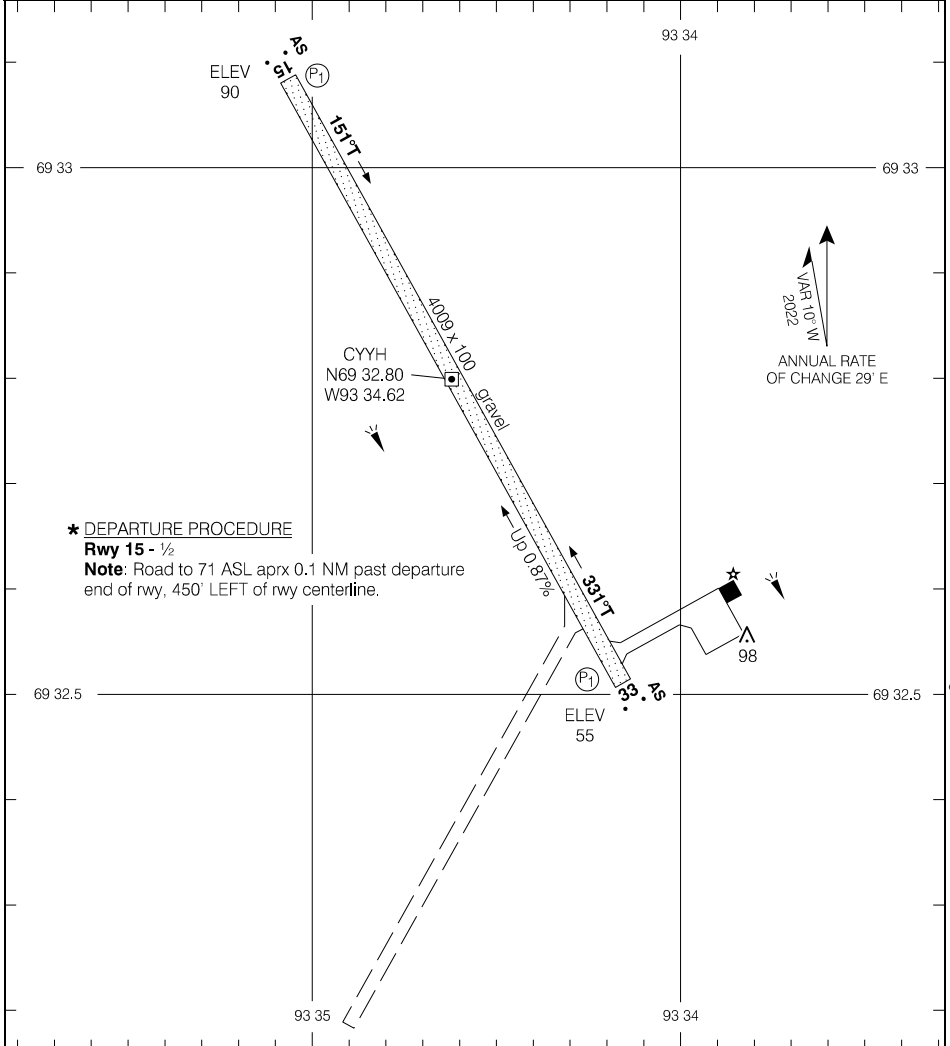 93 34
AS
15
P1
ELEV
90
151°T
69 33
69 33
VAR 10° W
2022
ANNUAL RATE
OF CHANGE 29' E
4009 x 100
gravel
CYYH
N69 32.80
W93 34.62
* DEPARTURE PROCEDURE
Rwy 15 - ½
Note: Road to 71 ASL aprx 0.1 NM past departure
end of rwy, 450' LEFT of rwy centerline.
Up 0.87%
331°T
98
P1
33
AS
69 32.5
69 32.5
ELEV
55
93 35
93 34